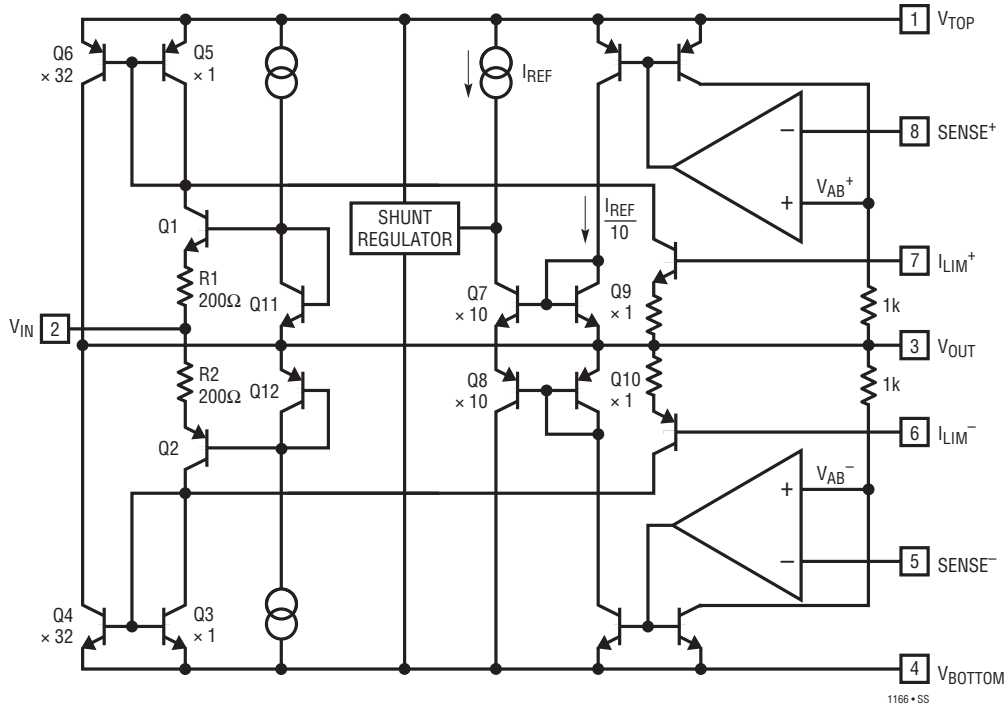 1
V_TOP
Q6
× 32
Q5
× 1
I_REF
−
8
SENSE+
V_AB+
+
SHUNT
REGULATOR
I_REF
10
Q1
R1
200Ω
Q11
Q7
× 10
Q9
× 1
7
I_LIM+
1k
V_IN
2
3
V_OUT
R2
200Ω
Q12
Q8
× 10
Q10
× 1
1k
Q2
6
I_LIM−
V_AB−
+
−
5
SENSE−
Q4
× 32
Q3
× 1
4
V_BOTTOM
1166 • SS